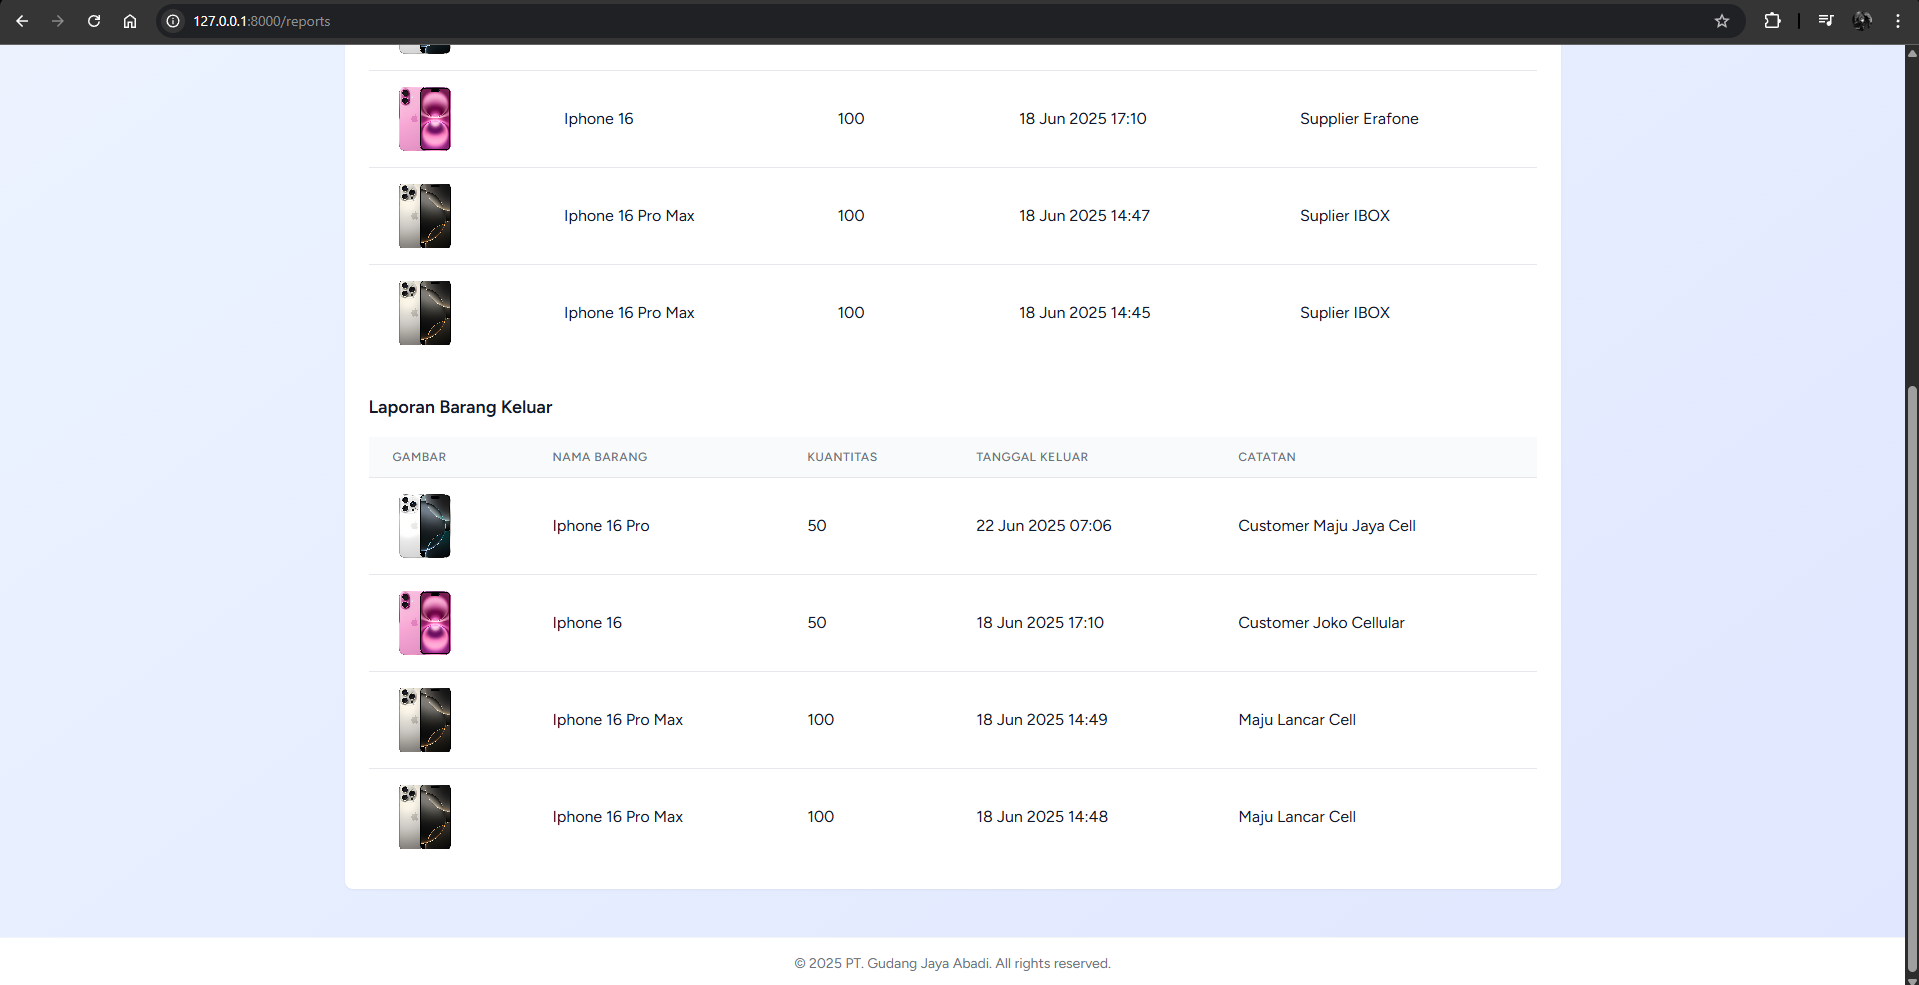 127.0.0.1:8000/reports
Iphone 16 100 18 Jun 2025 17:10 Supplier Erafone
Iphone 16 Pro Max 100 18 Jun 2025 14:47 Suplier IBOX
Iphone 16 Pro Max 100 18 Jun 2025 14:45 Suplier IBOX
Laporan Barang Keluar
GAMBAR NAMA BARANG KUANTITAS TANGGAL KELUAR CATATAN
Iphone 16 Pro 50 22 Jun 2025 07:06 Customer Maju Jaya Cell
Iphone 16 50 18 Jun 2025 17:10 Customer Joko Cellular
Iphone 16 Pro Max 100 18 Jun 2025 14:49 Maju Lancar Cell
Iphone 16 Pro Max 100 18 Jun 2025 14:48 Maju Lancar Cell
© 2025 PT. Gudang Jaya Abadi. All rights reserved.